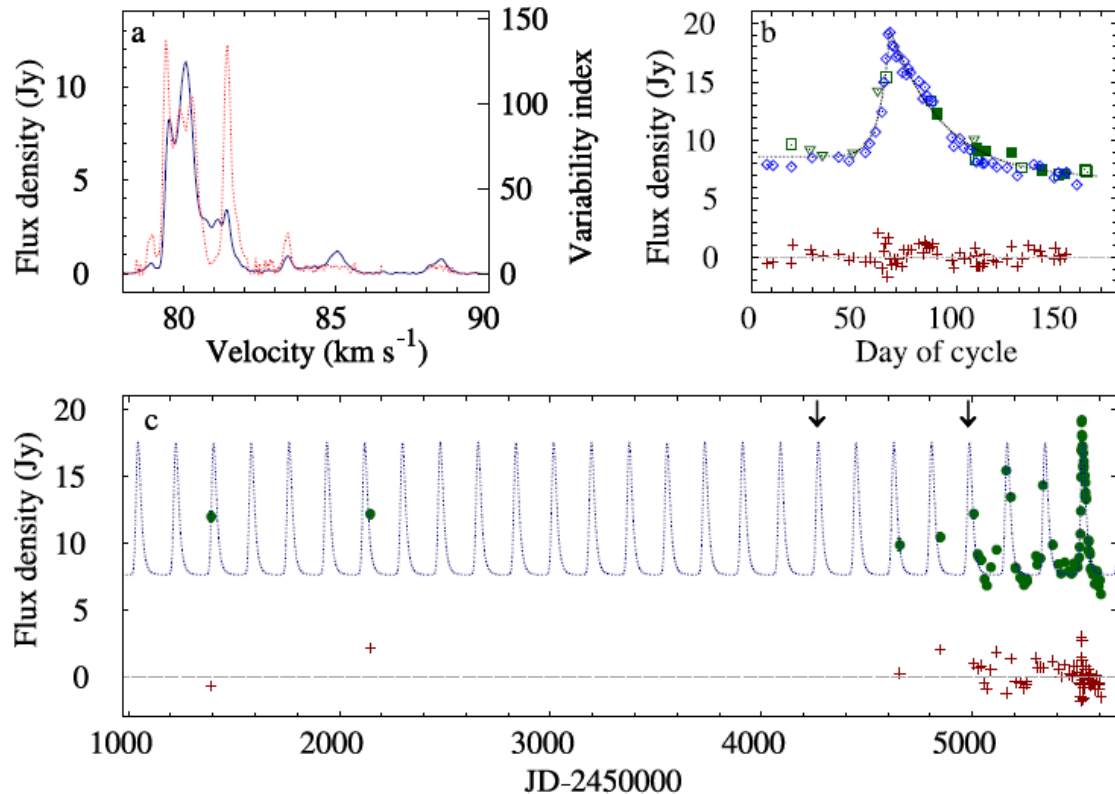 a
Flux density (Jy)
0
5
10
Variability index
0
50
100
150
80
85
90
Velocity (km s⁻¹)
b
Flux density (Jy)
0
5
10
15
20
0
50
100
150
Day of cycle
c
Flux density (Jy)
20
15
10
5
0
1000
2000
3000
4000
5000
JD-2450000